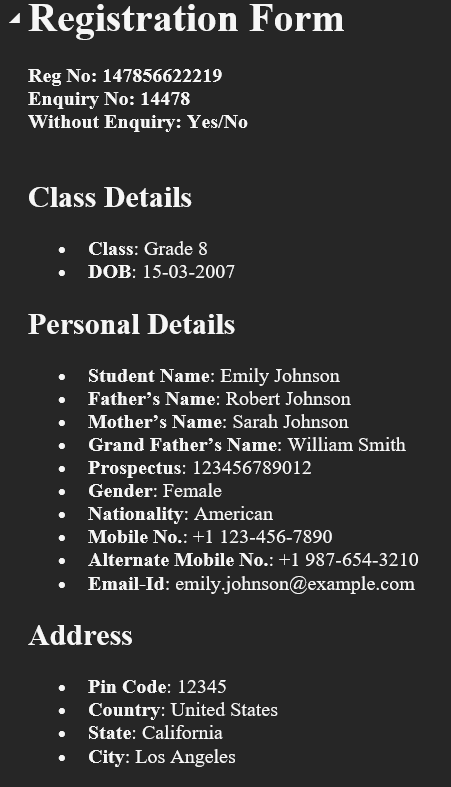 Registration Form
Reg No: 147856622219
Enquiry No: 14478
Without Enquiry: Yes/No
Class Details
• Class: Grade 8
• DOB: 15-03-2007
Personal Details
• Student Name: Emily Johnson
• Father’s Name: Robert Johnson
• Mother’s Name: Sarah Johnson
• Grand Father’s Name: William Smith
• Prospectus: 123456789012
• Gender: Female
• Nationality: American
• Mobile No.: +1 123-456-7890
• Alternate Mobile No.: +1 987-654-3210
• Email-Id: emily.johnson@example.com
Address
• Pin Code: 12345
• Country: United States
• State: California
• City: Los Angeles